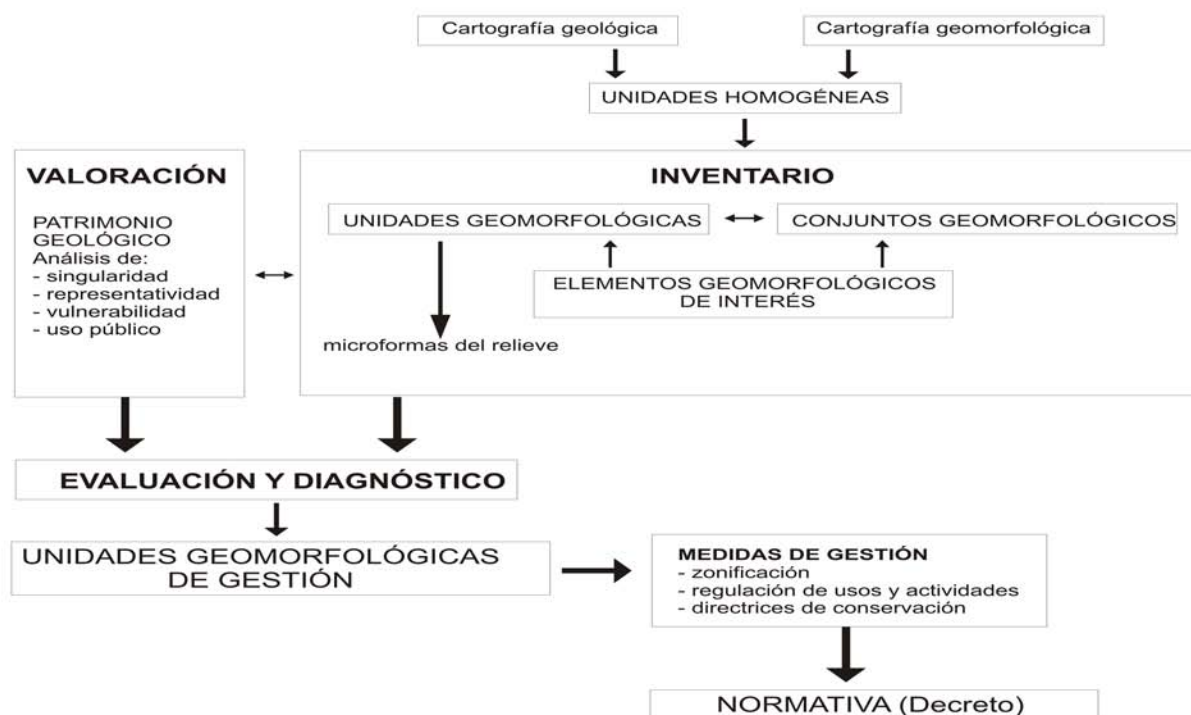 Cartografía geológica
Cartografía geomorfológica
UNIDADES HOMOGÉNEAS
VALORACIÓN
PATRIMONIO
GEOLÓGICO
Análisis de:
- singularidad
- representatividad
- vulnerabilidad
- uso público
INVENTARIO
UNIDADES GEOMORFOLÓGICAS
CONJUNTOS GEOMORFOLÓGICOS
ELEMENTOS GEOMORFOLÓGICOS
DE INTERÉS
microformas del relieve
EVALUACIÓN Y DIAGNÓSTICO
UNIDADES GEOMORFOLÓGICAS
DE GESTIÓN
MEDIDAS DE GESTIÓN
- zonificación
- regulación de usos y actividades
- directrices de conservación
NORMATIVA (Decreto)